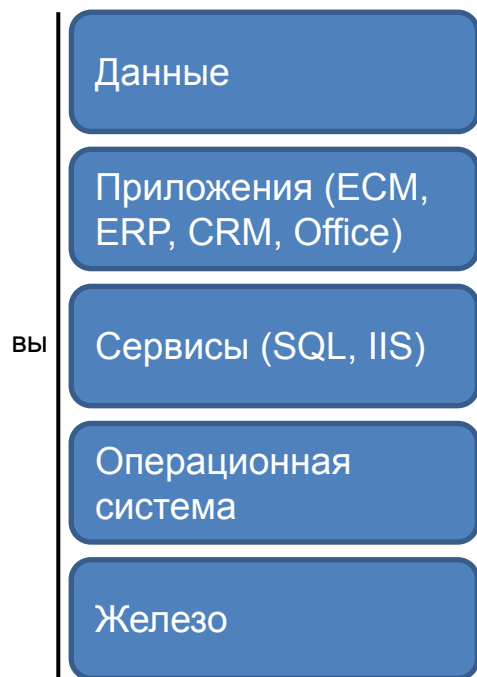 Данные
Приложения (ECM,
ERP, CRM, Office)
вы
Сервисы (SQL, IIS)
Операционная
система
Железо